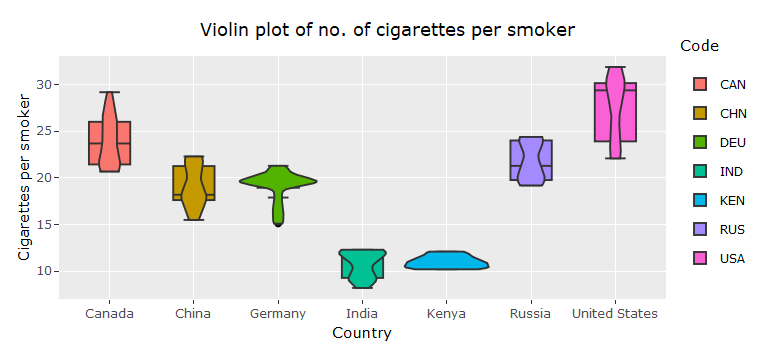 Violin plot of no. of cigarettes per smoker
Code
CAN
CHN
DEU
IND
KEN
RUS
USA
Cigarettes per smoker
30
25
20
15
10
Canada China Germany India Kenya Russia United States
Country